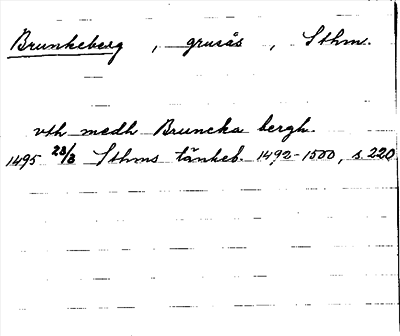 Brunkeberg, grusås, Sthm.
vth medh Bruncka bergh.
1495 28/3 Sthms tänkeb. 1492-1500, s. 220